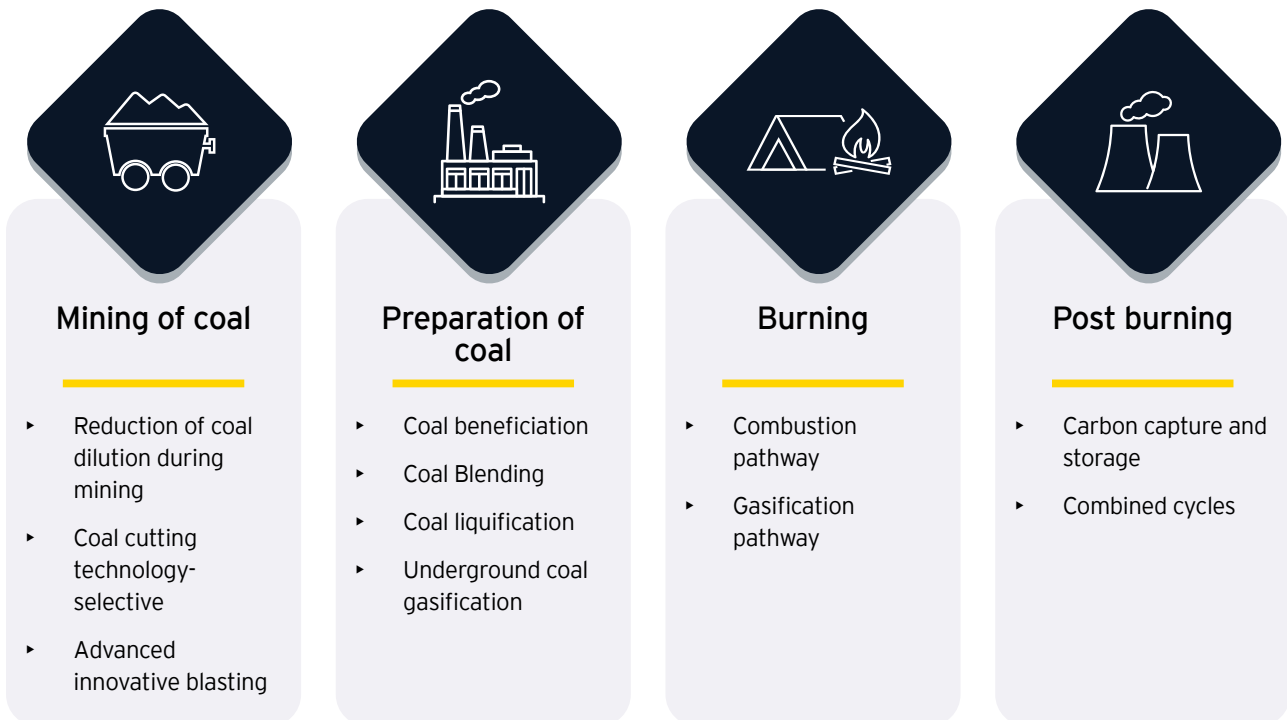 Mining of coal
‣ Reduction of coal
dilution during
mining
‣ Coal cutting
technology-
selective
‣ Advanced
innovative blasting
Preparation of
coal
‣ Coal beneficiation
‣ Coal Blending
‣ Coal liquification
‣ Underground coal
gasification
Burning
‣ Combustion
pathway
‣ Gasification
pathway
Post burning
‣ Carbon capture and
storage
‣ Combined cycles